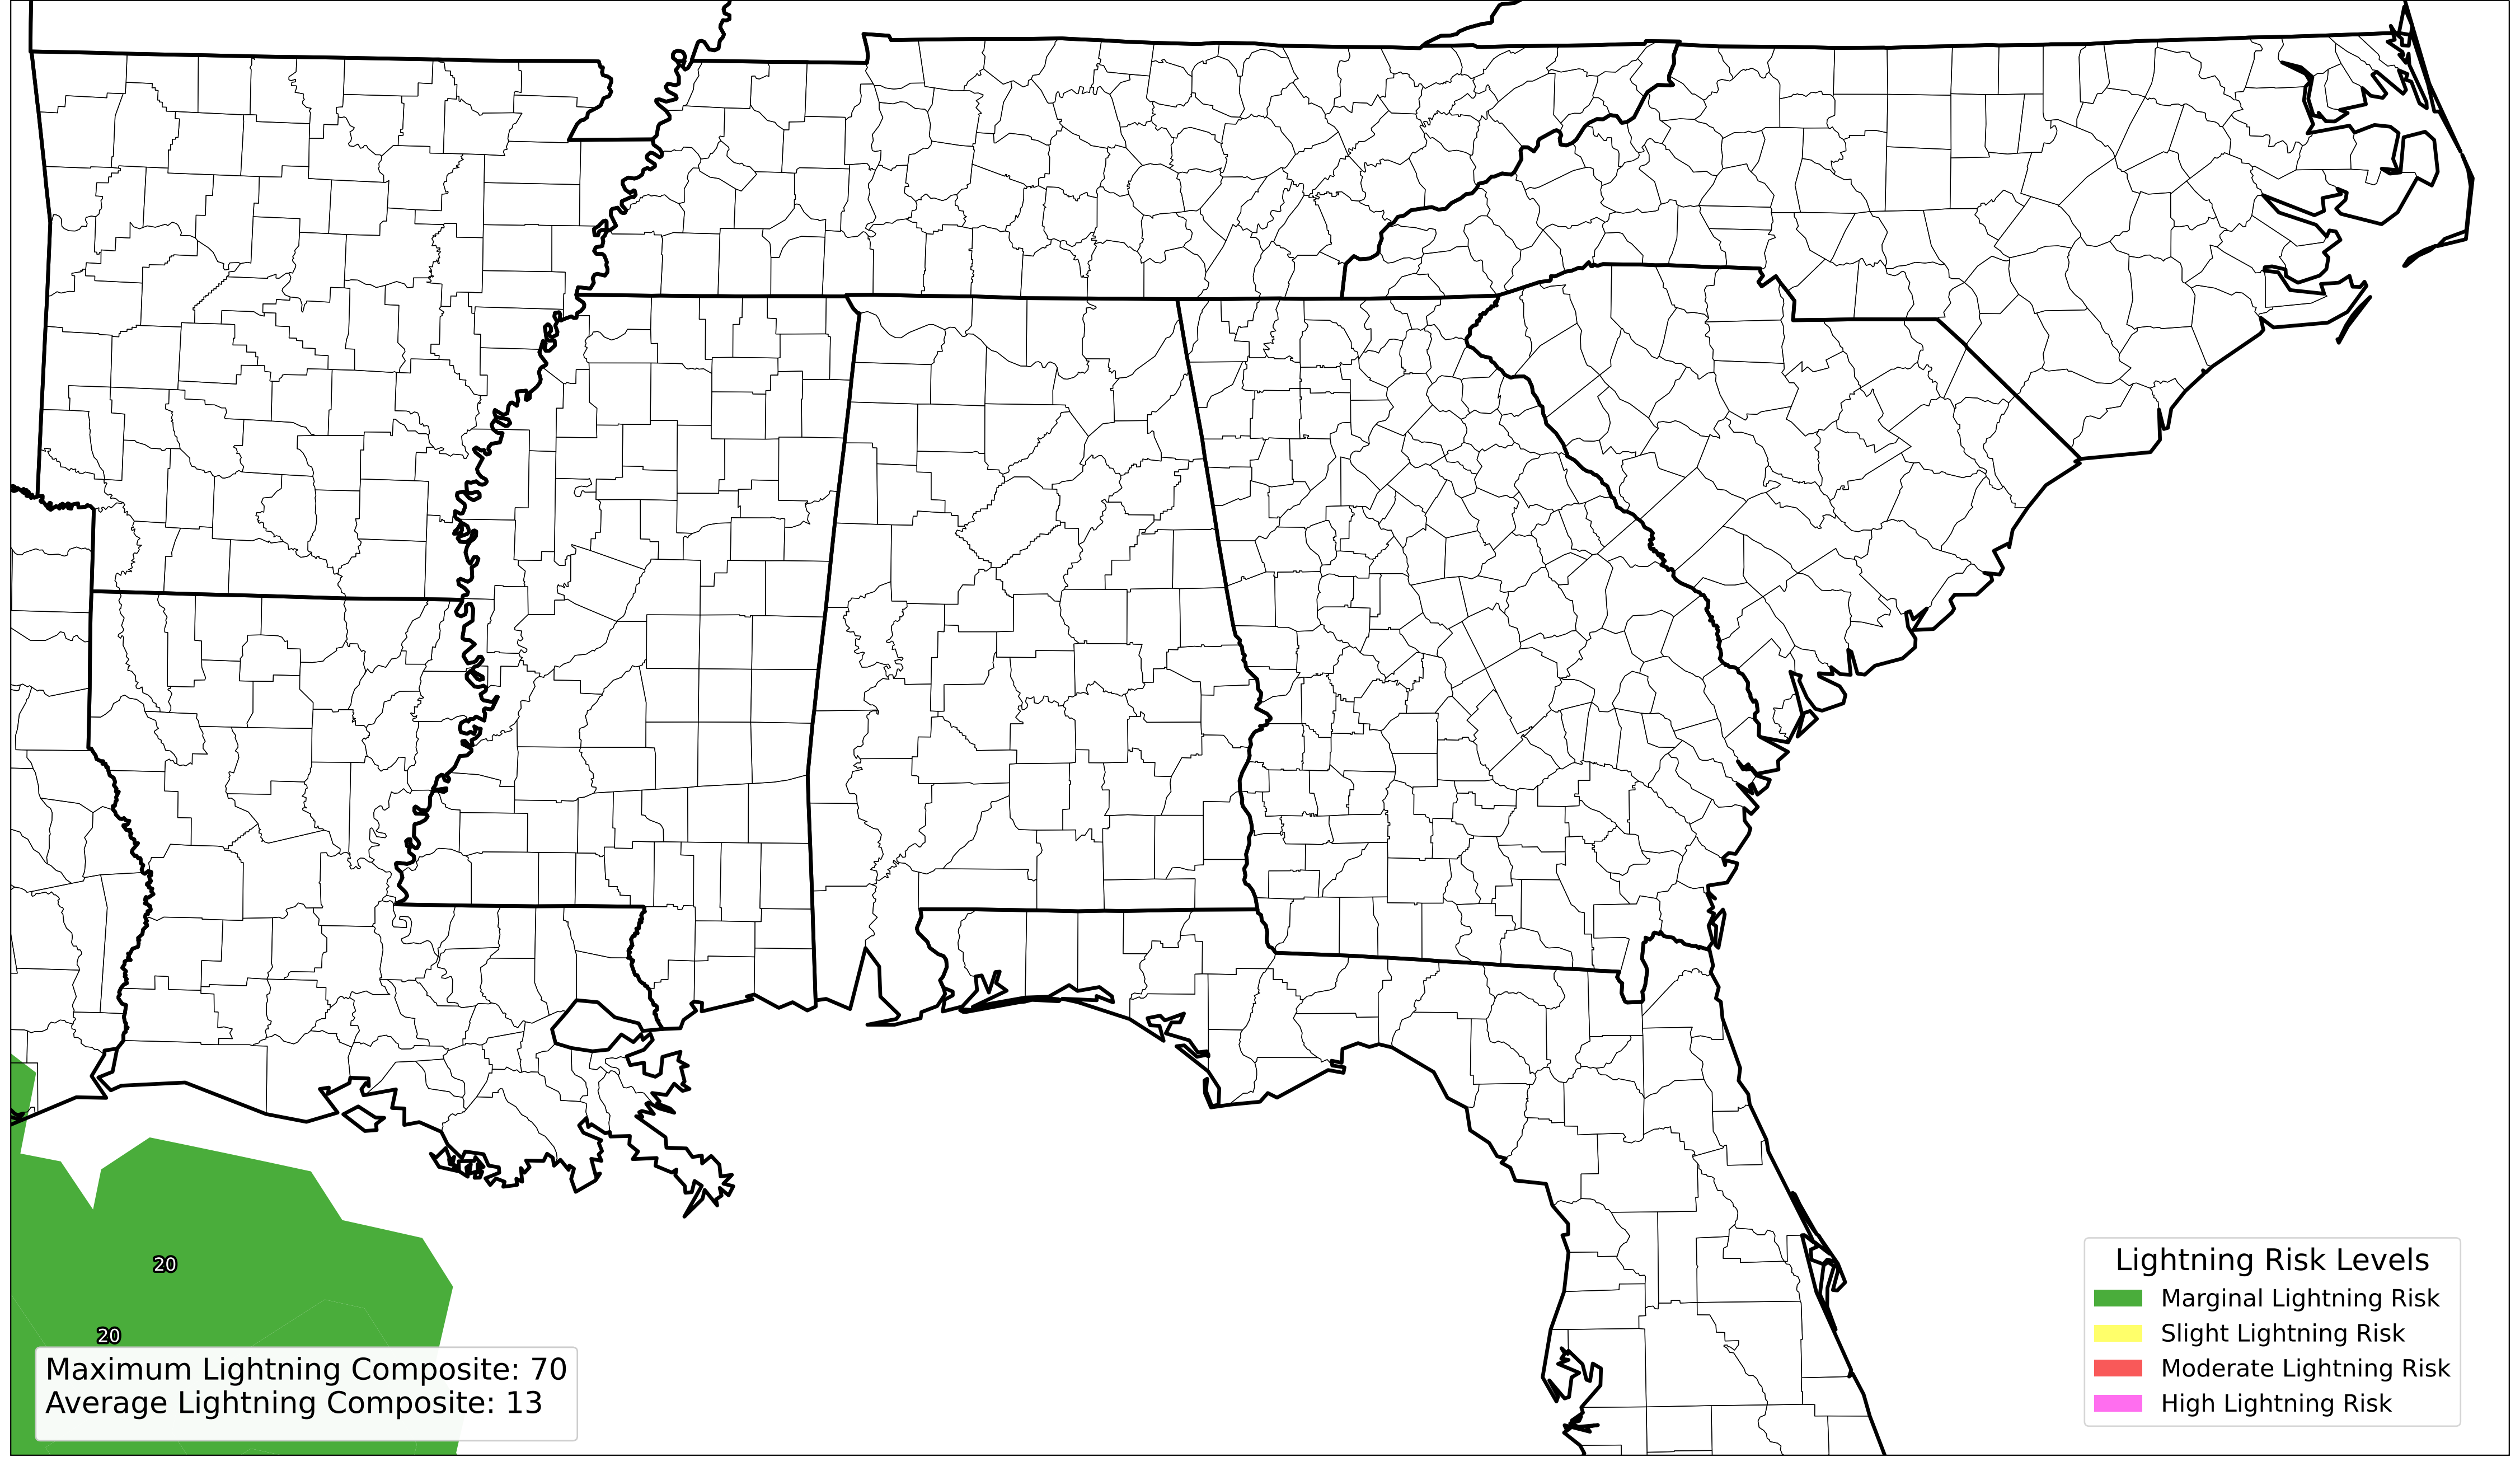 20
20
Maximum Lightning Composite: 70
Average Lightning Composite: 13
Lightning Risk Levels
Marginal Lightning Risk
Slight Lightning Risk
Moderate Lightning Risk
High Lightning Risk